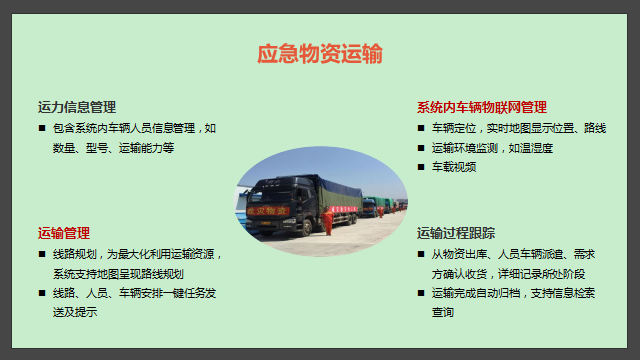 应急物资运输
运力信息管理
■ 包含系统内车辆人员信息管理，如
数量、型号、运输能力等
系统内车辆物联网管理
■ 车辆定位，实时地图显示位置、路线
■ 运输环境监测，如温湿度
■ 车载视频
救灾物资
运输管理
■ 线路规划，为最大化利用运输资源，
系统支持地图呈现路线规划
■ 线路、人员、车辆安排一键任务发
送及提示
运输过程跟踪
■ 从物资出库、人员车辆派遣、需求
方确认收货，详细记录所处阶段
■ 运输完成自动归档，支持信息检索
查询